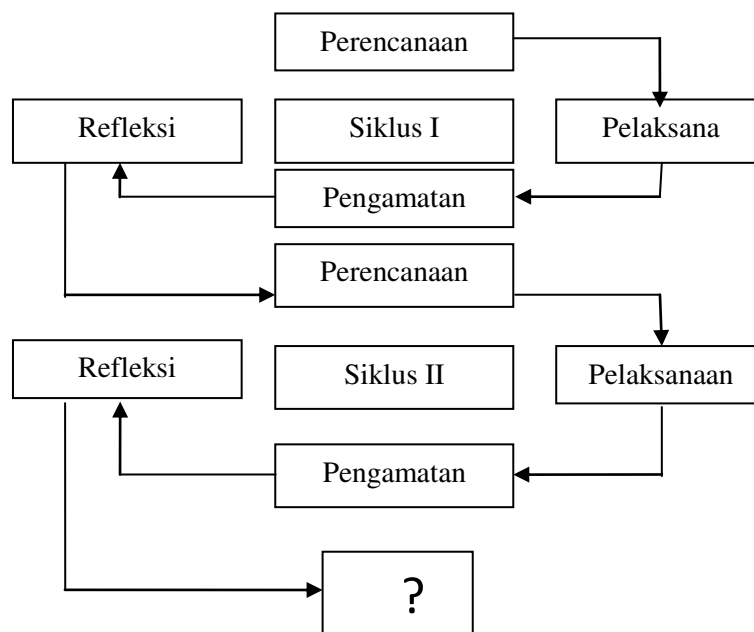 Perencanaan
Refleksi
Siklus I
Pelaksana
Pengamatan
Perencanaan
Refleksi
Siklus II
Pelaksanaan
Pengamatan
?